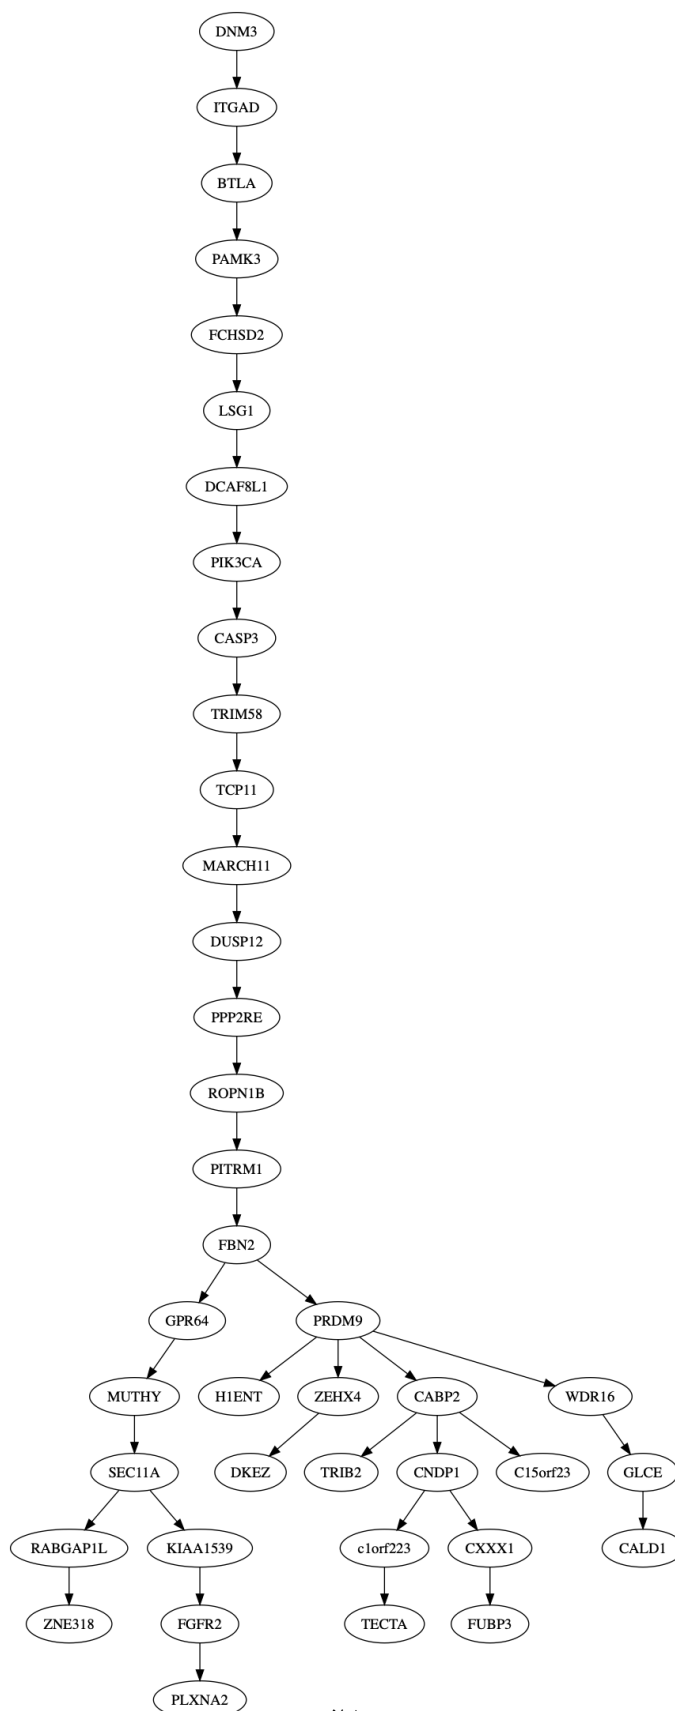 DNM3
ITGAD
BTLA
PAMK3
FCHSD2
LSG1
DCAF8L1
PIK3CA
CASP3
TRIM58
TCP11
MARCH11
DUSP12
PPP2RE
ROPN1B
PITRM1
FBN2
GPR64 PRDM9
MUTHY H1ENT ZEHX4 CABP2 WDR16
SEC11A DKEZ TRIB2 CNDP1 C15orf23 GLCE
RABGAP1L KIAA1539 c1orf223 CXXX1 CALD1
ZNE318 FGFR2 TECTA FUBP3
PLXNA2